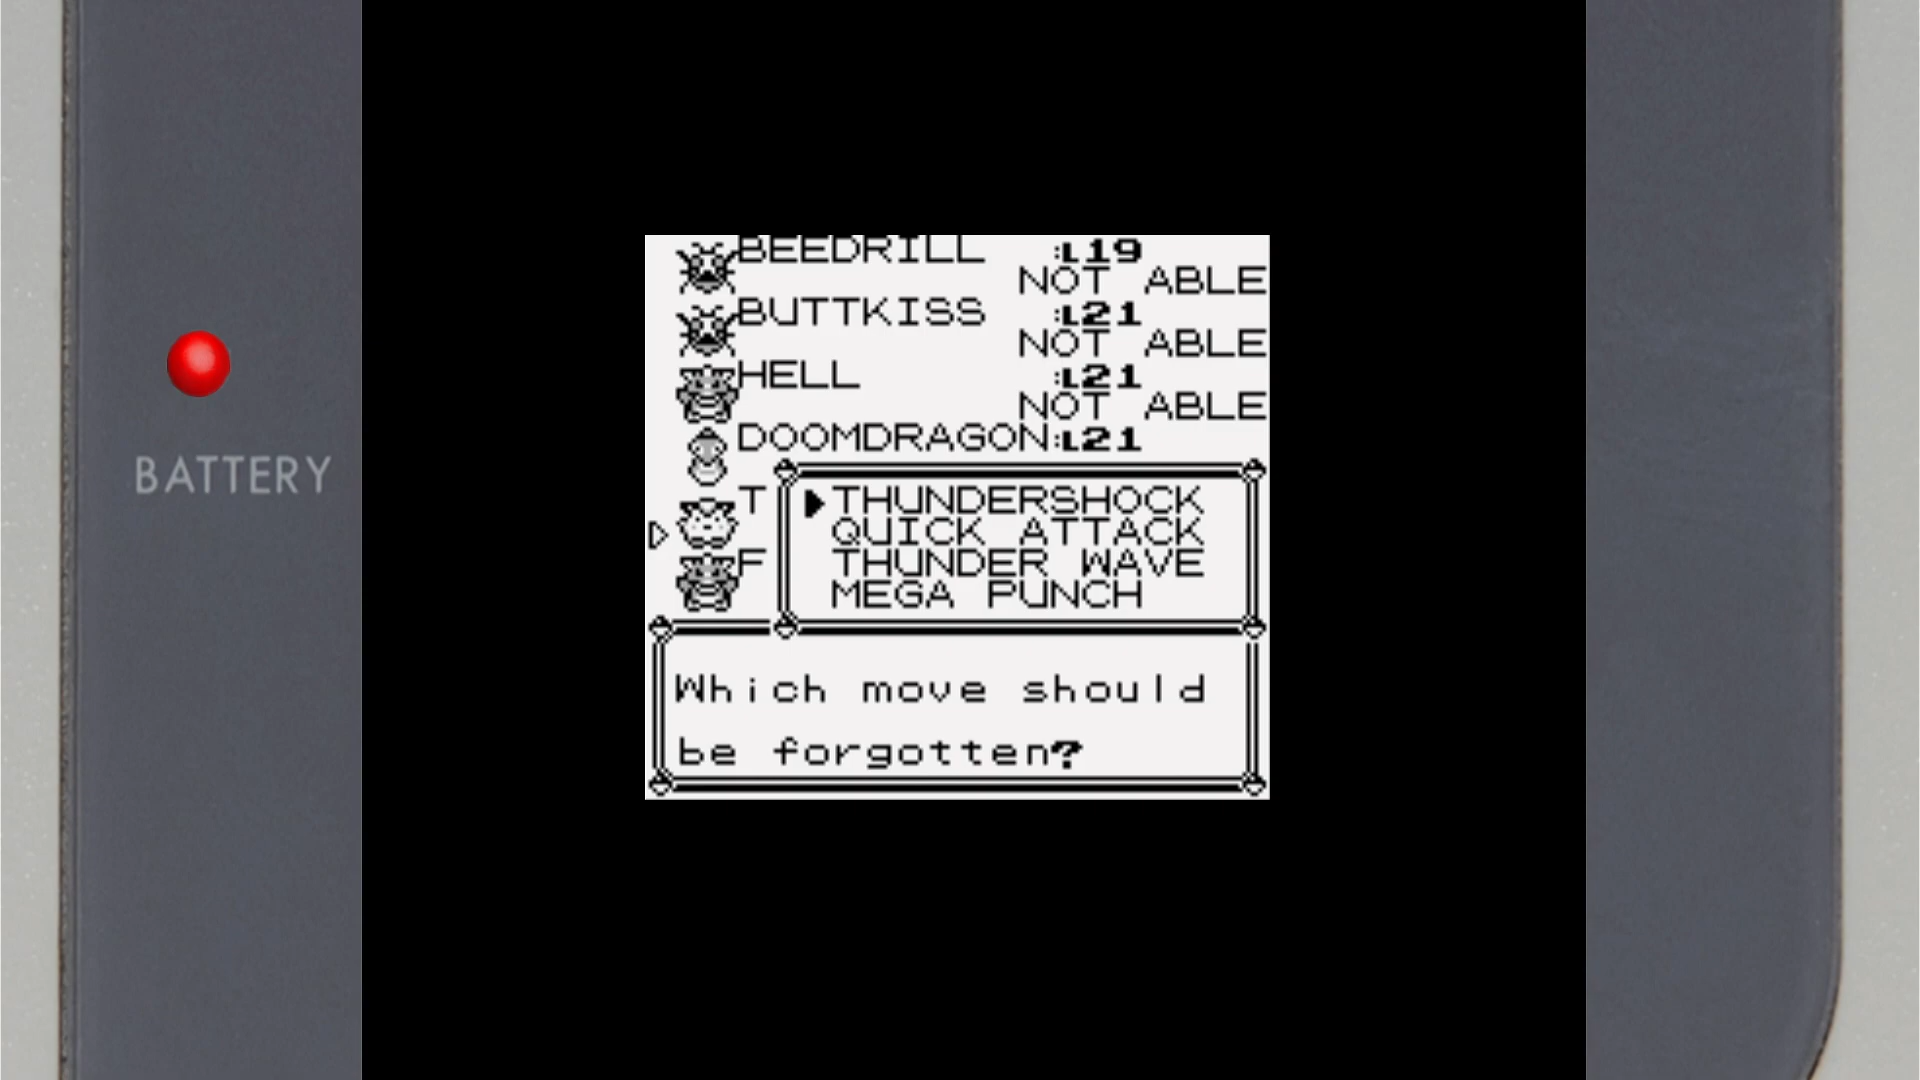 BATTERY
BEEDRILL :L19
NOT ABLE
BUTTKISS :L21
NOT ABLE
HELL :L21
NOT ABLE
DOOMDRAGON:L21
T
F
THUNDERSHOCK
QUICK ATTACK
THUNDER WAVE
MEGA PUNCH
Which move should
be forgotten?